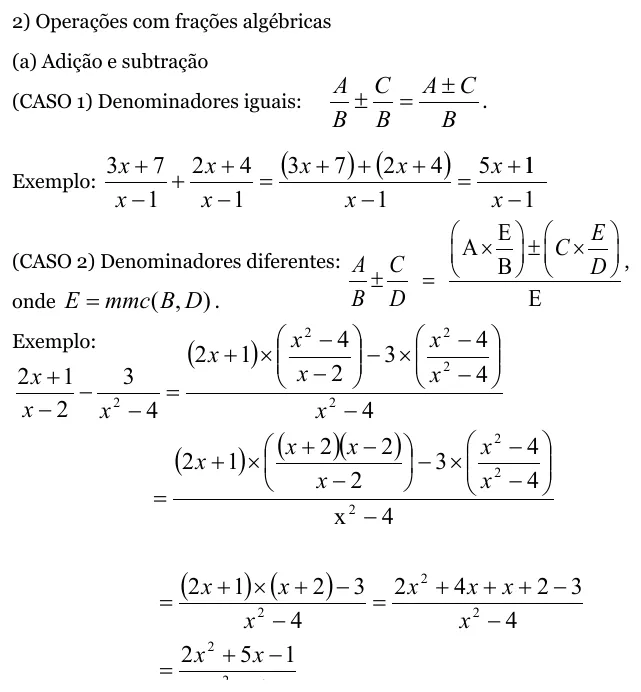 2) Operações com frações algébricas
(a) Adição e subtração
(CASO 1) Denominadores iguais: A/B ± C/B = (A ± C)/B.
Exemplo: (3x + 7)/(x − 1) + (2x + 4)/(x − 1) = ((3x + 7) + (2x + 4))/(x − 1) = (5x + 1)/(x − 1)
(CASO 2) Denominadores diferentes: A/B ± C/D = ((A × E/B) ± (C × E/D))/E,
onde E = mmc(B, D).
Exemplo:
(2x + 1)/(x − 2) − 3/(x² − 4) = ((2x + 1) × ((x² − 4)/(x − 2)) − 3 × ((x² − 4)/(x² − 4)))/(x² − 4)
= ((2x + 1) × (((x + 2)(x − 2))/(x − 2)) − 3 × ((x² − 4)/(x² − 4)))/(x² − 4)
= ((2x + 1) × (x + 2) − 3)/(x² − 4) = (2x² + 4x + x + 2 − 3)/(x² − 4)
= 2x² + 5x − 1